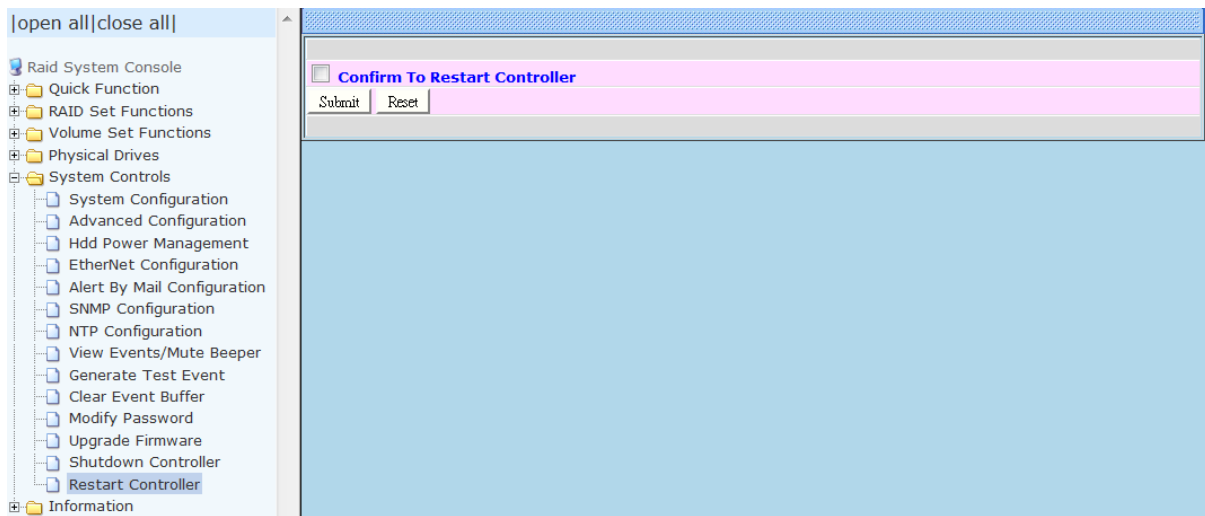 |open all|close all|
Raid System Console
Quick Function
RAID Set Functions
Volume Set Functions
Physical Drives
System Controls
System Configuration
Advanced Configuration
Hdd Power Management
EtherNet Configuration
Alert By Mail Configuration
SNMP Configuration
NTP Configuration
View Events/Mute Beeper
Generate Test Event
Clear Event Buffer
Modify Password
Upgrade Firmware
Shutdown Controller
Restart Controller
Information
Confirm To Restart Controller
Submit Reset